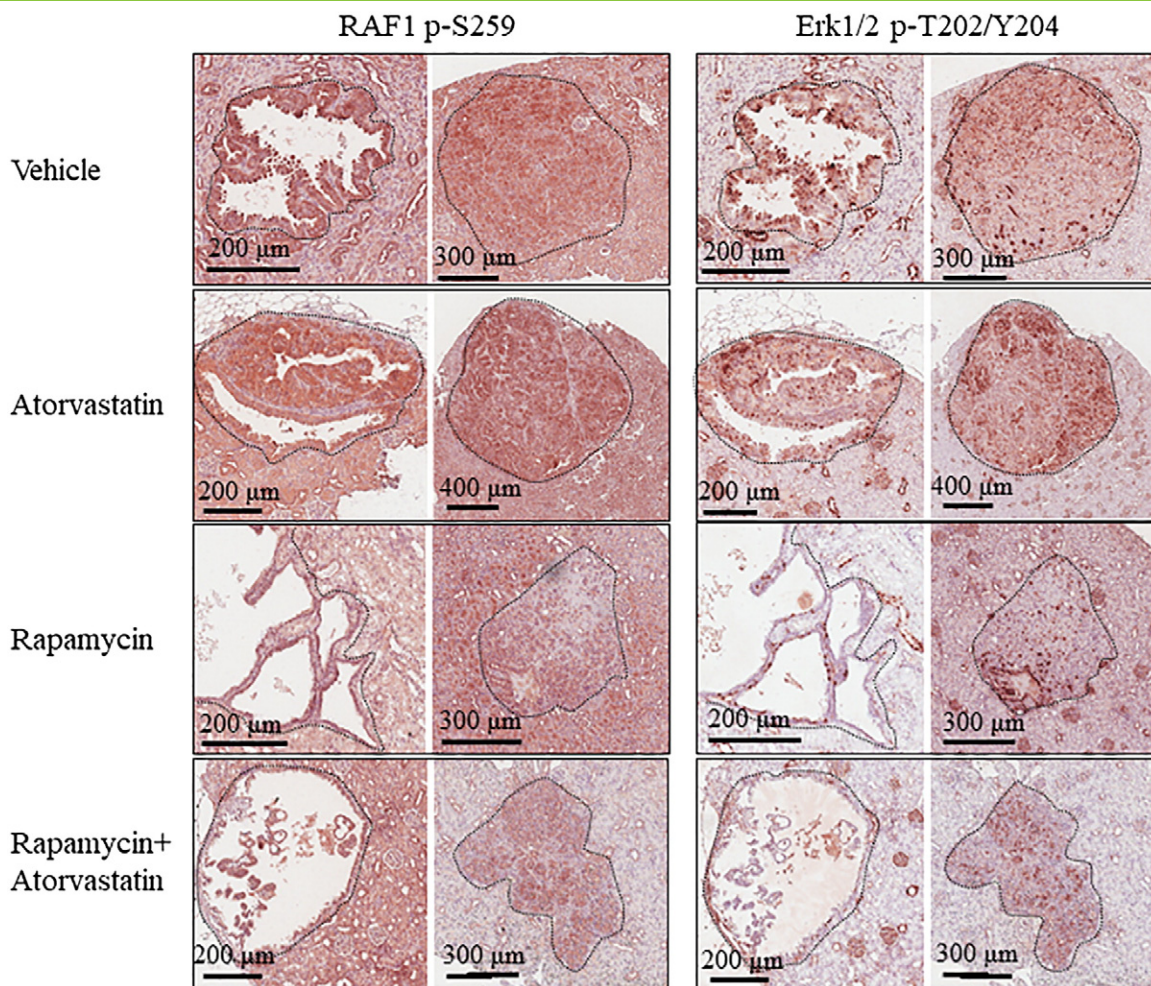 RAF1 p-S259
Erk1/2 p-T202/Y204
Vehicle
200 µm
300 µm
200 µm
300 µm
Atorvastatin
200 µm
400 µm
200 µm
400 µm
Rapamycin
200 µm
300 µm
200 µm
300 µm
Rapamycin+
Atorvastatin
200 µm
300 µm
200 µm
300 µm